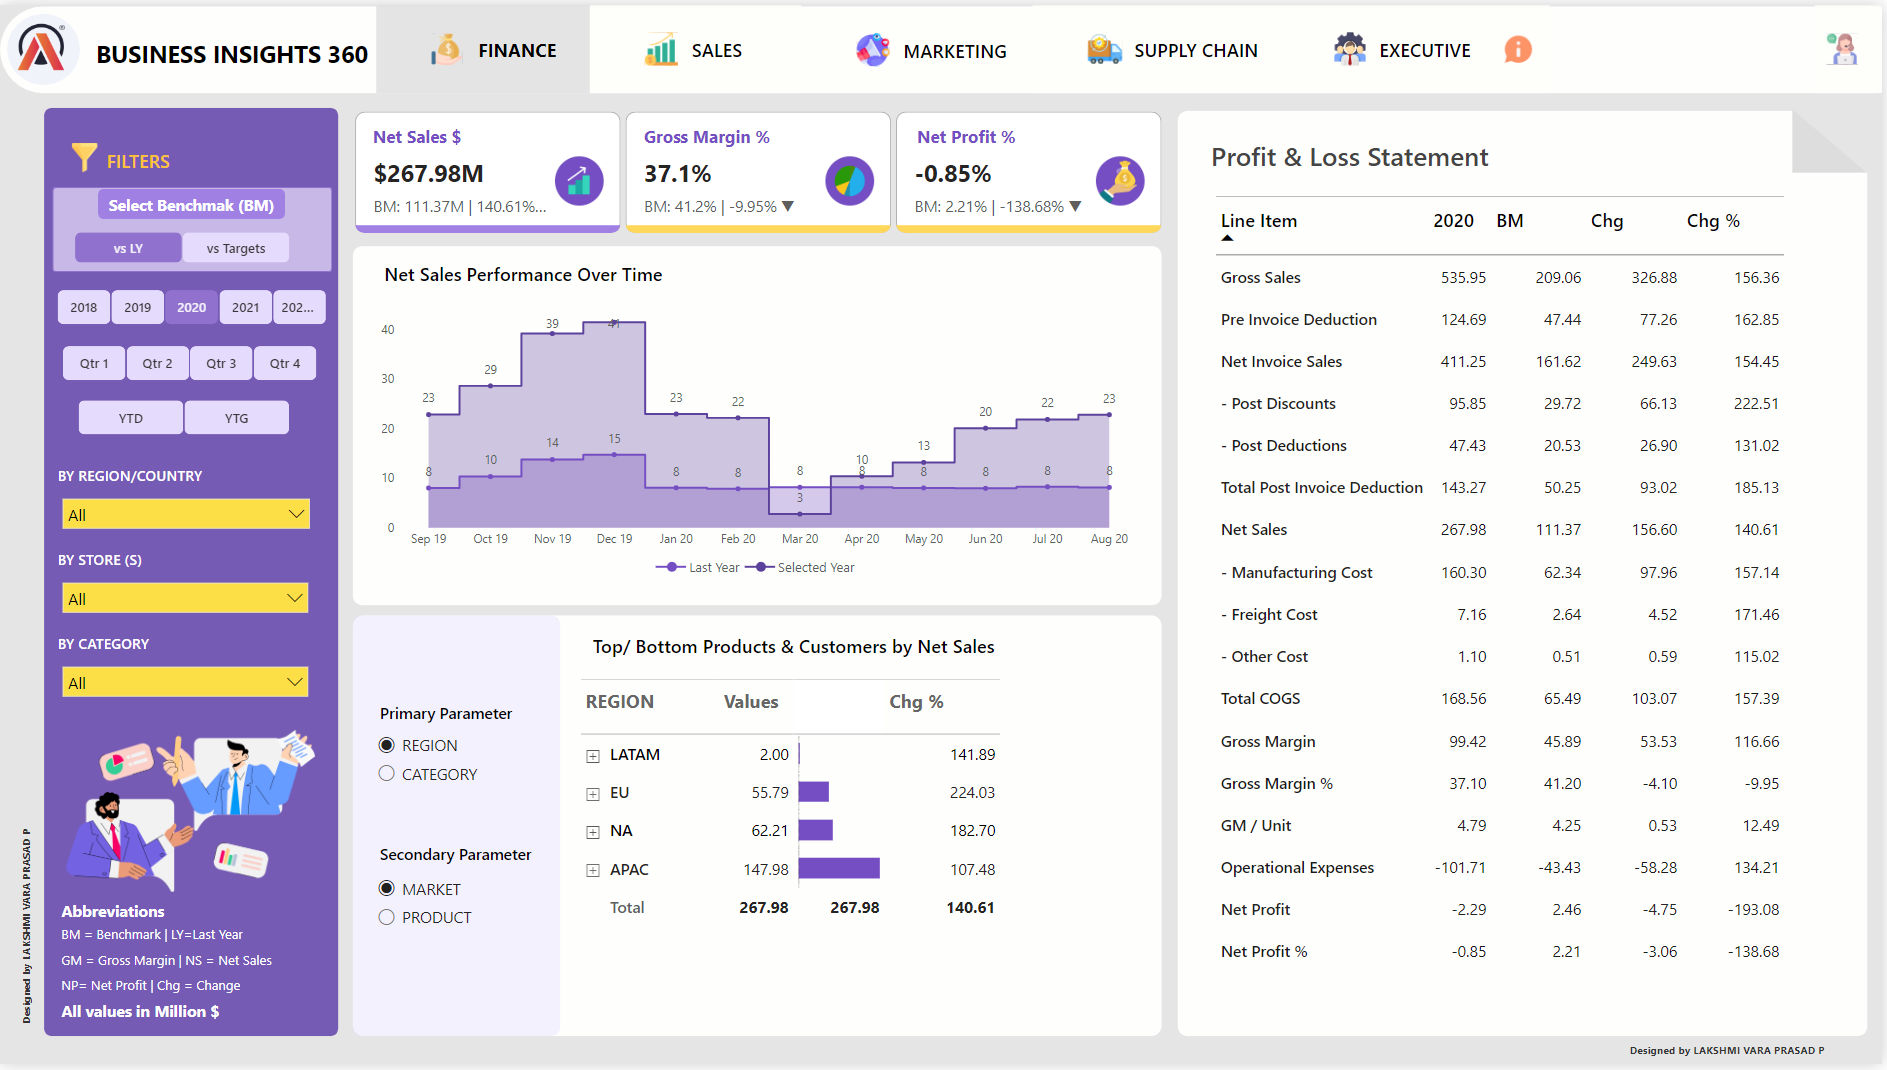 BUSINESS INSIGHTS 360
FINANCE
SALES
MARKETING
SUPPLY CHAIN
EXECUTIVE
FILTERS
Select Benchmak (BM)
vs LY vs Targets
2018 2019 2020 2021 202...
Qtr 1 Qtr 2 Qtr 3 Qtr 4
YTD YTG
BY REGION/COUNTRY
All
BY STORE (S)
All
BY CATEGORY
All
Abbreviations
BM = Benchmark | LY=Last Year
GM = Gross Margin | NS = Net Sales
NP= Net Profit | Chg = Change
All values in Million $
Designed by LAKSHMI VARA PRASAD P
Net Sales $
$267.98M
BM: 111.37M | 140.61%...
Gross Margin %
37.1%
BM: 41.2% | -9.95% ▼
Net Profit %
-0.85%
BM: 2.21% | -138.68% ▼
Net Sales Performance Over Time
40
30
20
10
0
23 29 39 41 23 22 3 10 13 20 22 23
8 10 14 15 8 8 8 8 8 8 8 8
Sep 19 Oct 19 Nov 19 Dec 19 Jan 20 Feb 20 Mar 20 Apr 20 May 20 Jun 20 Jul 20 Aug 20
Last Year Selected Year
Primary Parameter
REGION
CATEGORY
Secondary Parameter
MARKET
PRODUCT
Top/ Bottom Products & Customers by Net Sales
REGION Values Chg %
LATAM 2.00 141.89
EU 55.79 224.03
NA 62.21 182.70
APAC 147.98 107.48
Total 267.98 267.98 140.61
Profit & Loss Statement
Line Item 2020 BM Chg Chg %
Gross Sales 535.95 209.06 326.88 156.36
Pre Invoice Deduction 124.69 47.44 77.26 162.85
Net Invoice Sales 411.25 161.62 249.63 154.45
- Post Discounts 95.85 29.72 66.13 222.51
- Post Deductions 47.43 20.53 26.90 131.02
Total Post Invoice Deduction 143.27 50.25 93.02 185.13
Net Sales 267.98 111.37 156.60 140.61
- Manufacturing Cost 160.30 62.34 97.96 157.14
- Freight Cost 7.16 2.64 4.52 171.46
- Other Cost 1.10 0.51 0.59 115.02
Total COGS 168.56 65.49 103.07 157.39
Gross Margin 99.42 45.89 53.53 116.66
Gross Margin % 37.10 41.20 -4.10 -9.95
GM / Unit 4.79 4.25 0.53 12.49
Operational Expenses -101.71 -43.43 -58.28 134.21
Net Profit -2.29 2.46 -4.75 -193.08
Net Profit % -0.85 2.21 -3.06 -138.68
Designed by LAKSHMI VARA PRASAD P